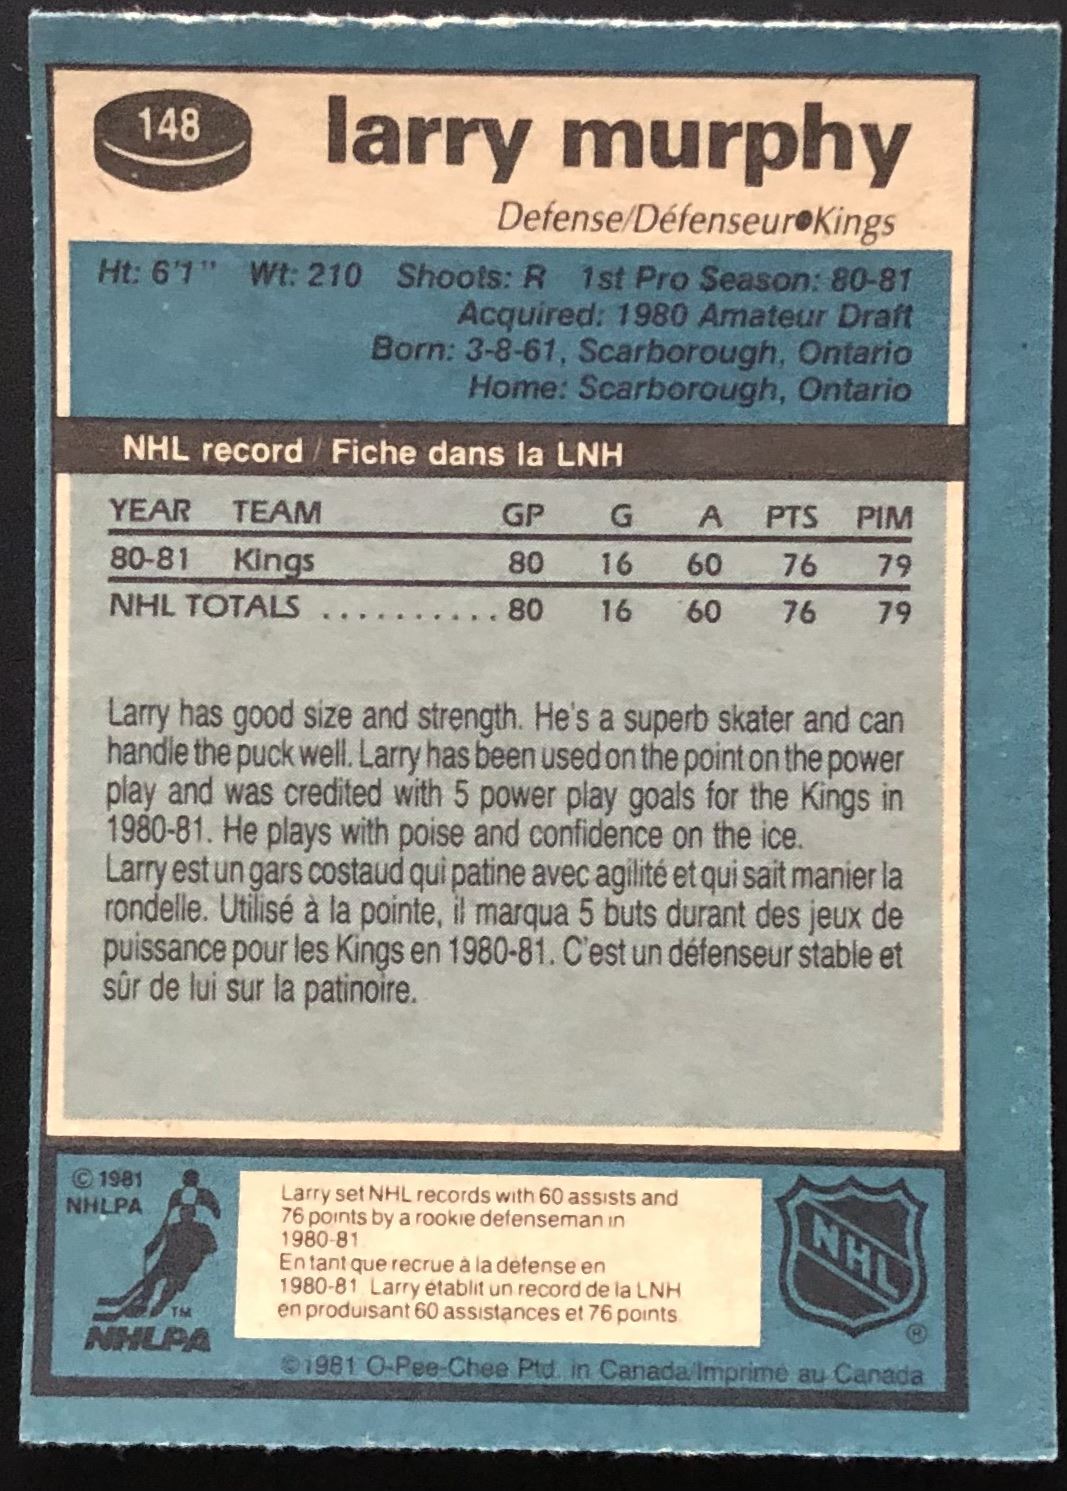 148
larry murphy
Defense/Défenseur•Kings
Ht: 6'1" Wt: 210 Shoots: R 1st Pro Season: 80-81
Acquired: 1980 Amateur Draft
Born: 3-8-61, Scarborough, Ontario
Home: Scarborough, Ontario
NHL record / Fiche dans la LNH
YEAR TEAM GP G A PTS PIM
80-81 Kings 80 16 60 76 79
NHL TOTALS .......... 80 16 60 76 79
Larry has good size and strength. He's a superb skater and can
handle the puck well. Larry has been used on the point on the power
play and was credited with 5 power play goals for the Kings in
1980-81. He plays with poise and confidence on the ice.
Larry est un gars costaud qui patine avec agilité et qui sait manier la
rondelle. Utilisé à la pointe, il marqua 5 buts durant des jeux de
puissance pour les Kings en 1980-81. C'est un défenseur stable et
sûr de lui sur la patinoire.
© 1981
NHLPA
TM
NHLPA
Larry set NHL records with 60 assists and
76 points by a rookie defenseman in
1980-81.
En tant que recrue à la défense en
1980-81 Larry établit un record de la LNH
en produisant 60 assistances et 76 points.
NHL
®
©1981 O-Pee-Chee Ptd. in Canada/Imprimé au Canada